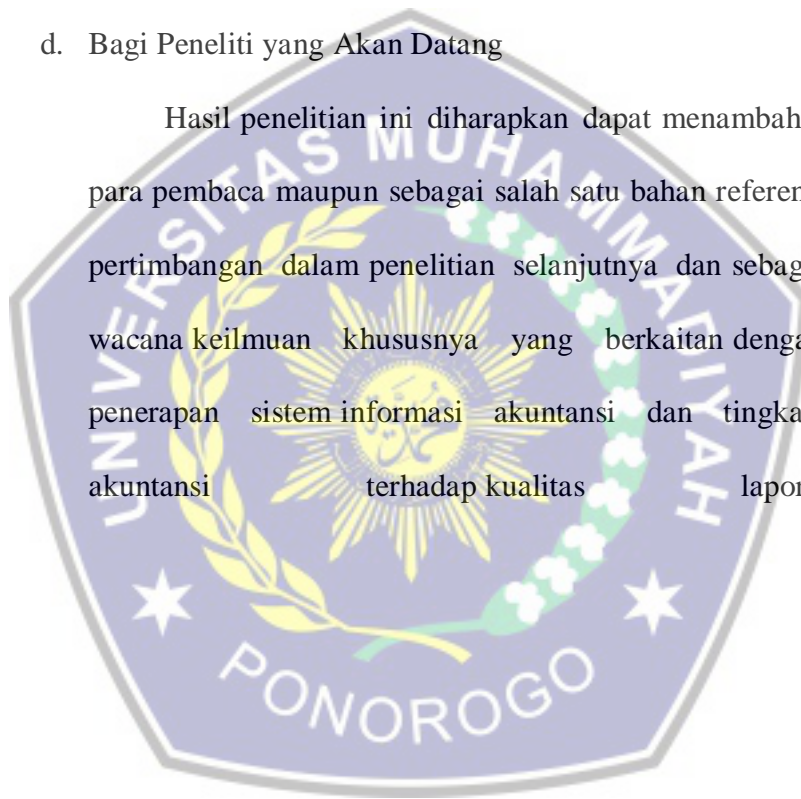 d. Bagi Peneliti yang Akan Datang
Hasil penelitian ini diharapkan dapat menambah
para pembaca maupun sebagai salah satu bahan referen
pertimbangan dalam penelitian selanjutnya dan sebag
wacana keilmuan khususnya yang berkaitan denga
penerapan sistem informasi akuntansi dan tingka
akuntansi terhadap kualitas lapor
UNIVERSITAS MUHAMMADIYAH
PONOROGO